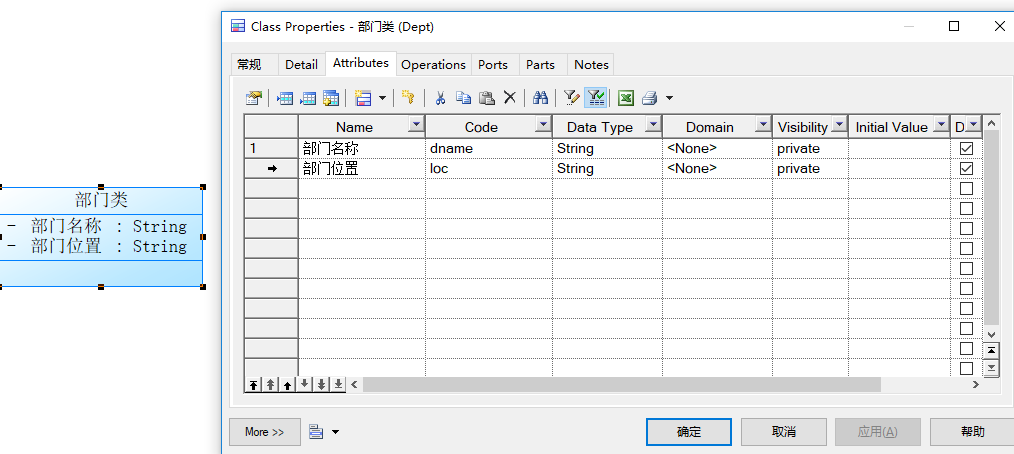 Class Properties - 部门类 (Dept)
常规 Detail Attributes Operations Ports Parts Notes
Name Code Data Type Domain Visibility Initial Value D
1 部门名称 dname String <None> private
部门位置 loc String <None> private
部门类
- 部门名称 : String
- 部门位置 : String
More >> 确定 取消 应用(A) 帮助